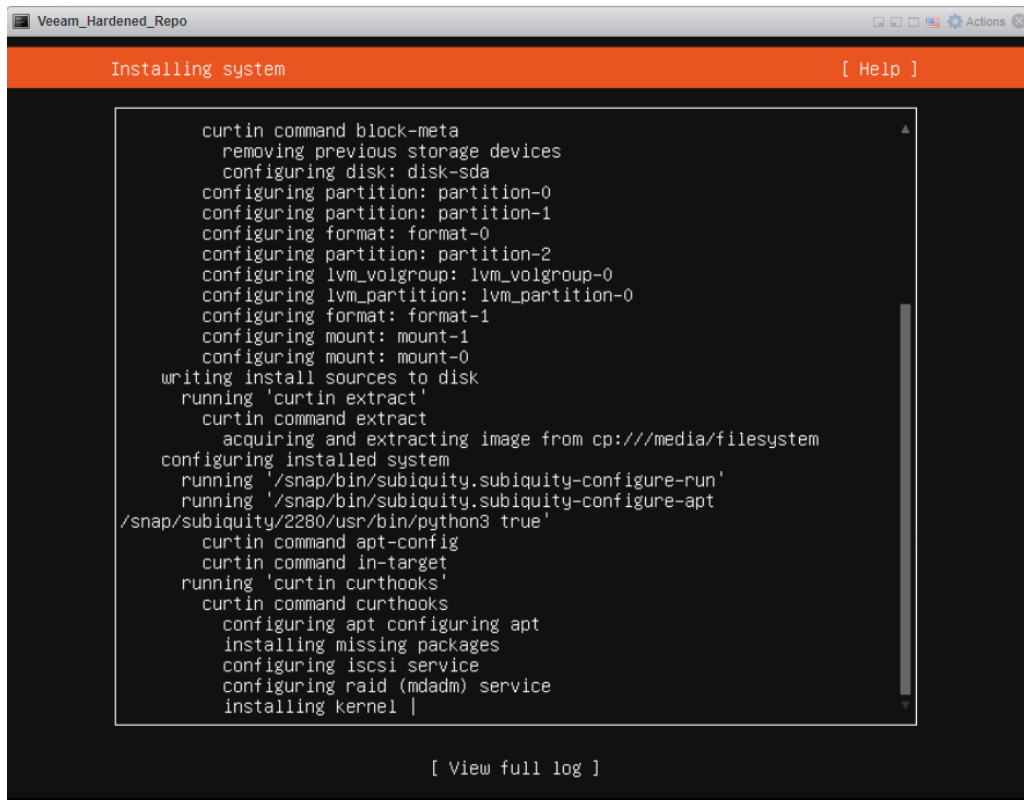 Veeam_Hardened_Repo
Actions
Installing system [ Help ]
curtin command block-meta
removing previous storage devices
configuring disk: disk-sda
configuring partition: partition-0
configuring partition: partition-1
configuring format: format-0
configuring partition: partition-2
configuring lvm_volgroup: lvm_volgroup-0
configuring lvm_partition: lvm_partition-0
configuring format: format-1
configuring mount: mount-1
configuring mount: mount-0
writing install sources to disk
running 'curtin extract'
curtin command extract
acquiring and extracting image from cp:///media/filesystem
configuring installed system
running '/snap/bin/subiquity.subiquity-configure-run'
running '/snap/bin/subiquity.subiquity-configure-apt
/snap/subiquity/2280/usr/bin/python3 true'
curtin command apt-config
curtin command in-target
running 'curtin curthooks'
curtin command curthooks
configuring apt configuring apt
installing missing packages
configuring iscsi service
configuring raid (mdadm) service
installing kernel |
[ View full log ]